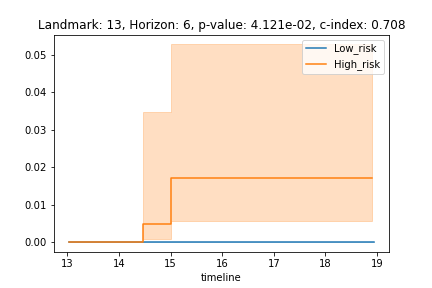 Landmark: 13, Horizon: 6, p-value: 4.121e-02, c-index: 0.708
Low_risk
High_risk
0.05
0.04
0.03
0.02
0.01
0.00
13 14 15 16 17 18 19
timeline